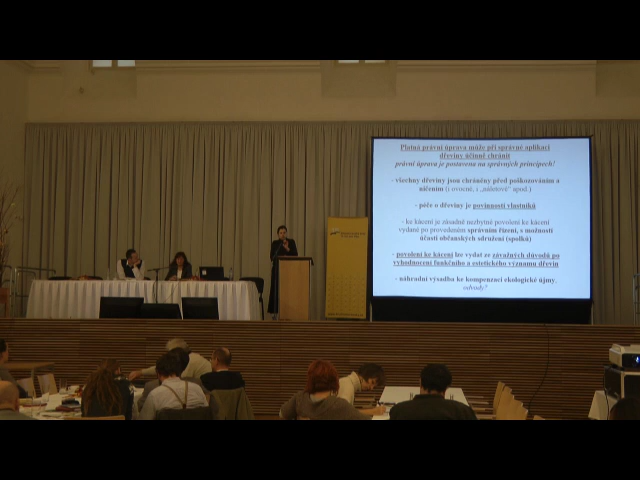 Platná právní úprava může při správné aplikaci
dřeviny účinně chránit
právní úprava je postavena na správných principech!
- všechny dřeviny jsou chráněny před poškozováním a
ničením (i ovocné, i „náletové“ apod.)
- péče o dřeviny je povinností vlastníků
- ke kácení je zásadně nezbytné povolení ke kácení
vydané po provedeném správním řízení, s možností
účasti občanských sdružení (spolků)
- povolení ke kácení lze vydat ze závažných důvodů po
vyhodnocení funkčního a estetického významu dřevin
- náhradní výsadba ke kompenzaci ekologické újmy,
odvody?